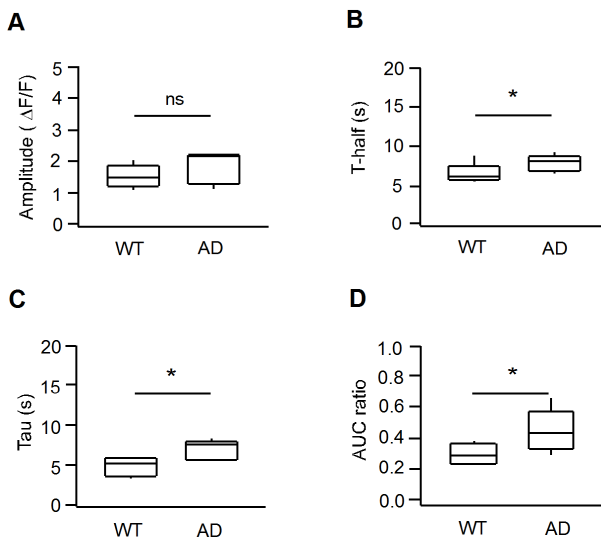 A
Amplitude ( ΔF/F)
5
4
3
2
1
0
ns
WT AD
B
T-half (s)
20
15
10
5
0
*
WT AD
C
Tau (s)
20
15
10
5
0
*
WT AD
D
AUC ratio
1.0
0.8
0.6
0.4
0.2
0.0
*
WT AD